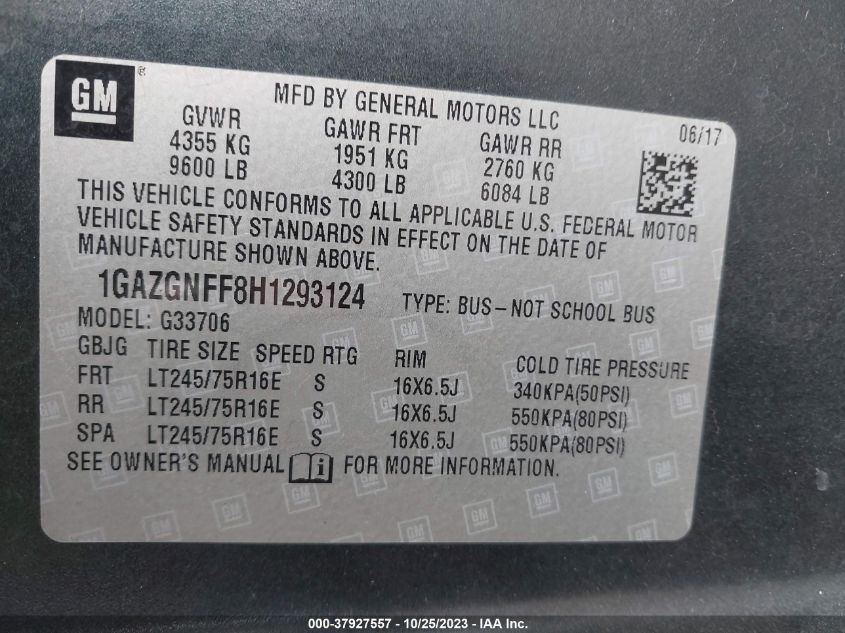 GM ®
MFD BY GENERAL MOTORS LLC
GVWR GAWR FRT GAWR RR 06/17
4355 KG 1951 KG 2760 KG
9600 LB 4300 LB 6084 LB
THIS VEHICLE CONFORMS TO ALL APPLICABLE U.S. FEDERAL MOTOR
VEHICLE SAFETY STANDARDS IN EFFECT ON THE DATE OF
MANUFACTURE SHOWN ABOVE.
1GAZGNFF8H1293124 TYPE: BUS-NOT SCHOOL BUS
MODEL: G33706
GBJG TIRE SIZE SPEED RTG RIM COLD TIRE PRESSURE
FRT LT245/75R16E S 16X6.5J 340KPA(50PSI)
RR LT245/75R16E S 16X6.5J 550KPA(80PSI)
SPA LT245/75R16E S 16X6.5J 550KPA(80PSI)
SEE OWNER'S MANUAL i FOR MORE INFORMATION.
000-37927557 - 10/25/2023 - IAA Inc.